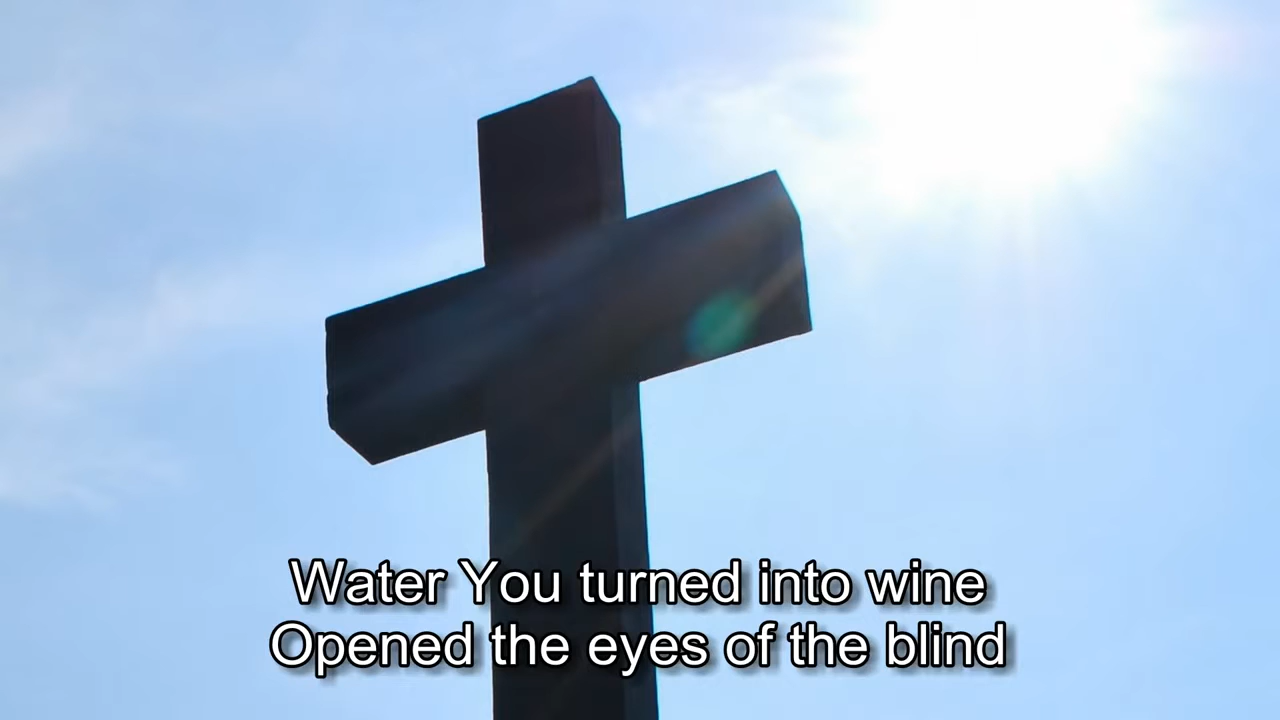 Water You turned into wine
Opened the eyes of the blind